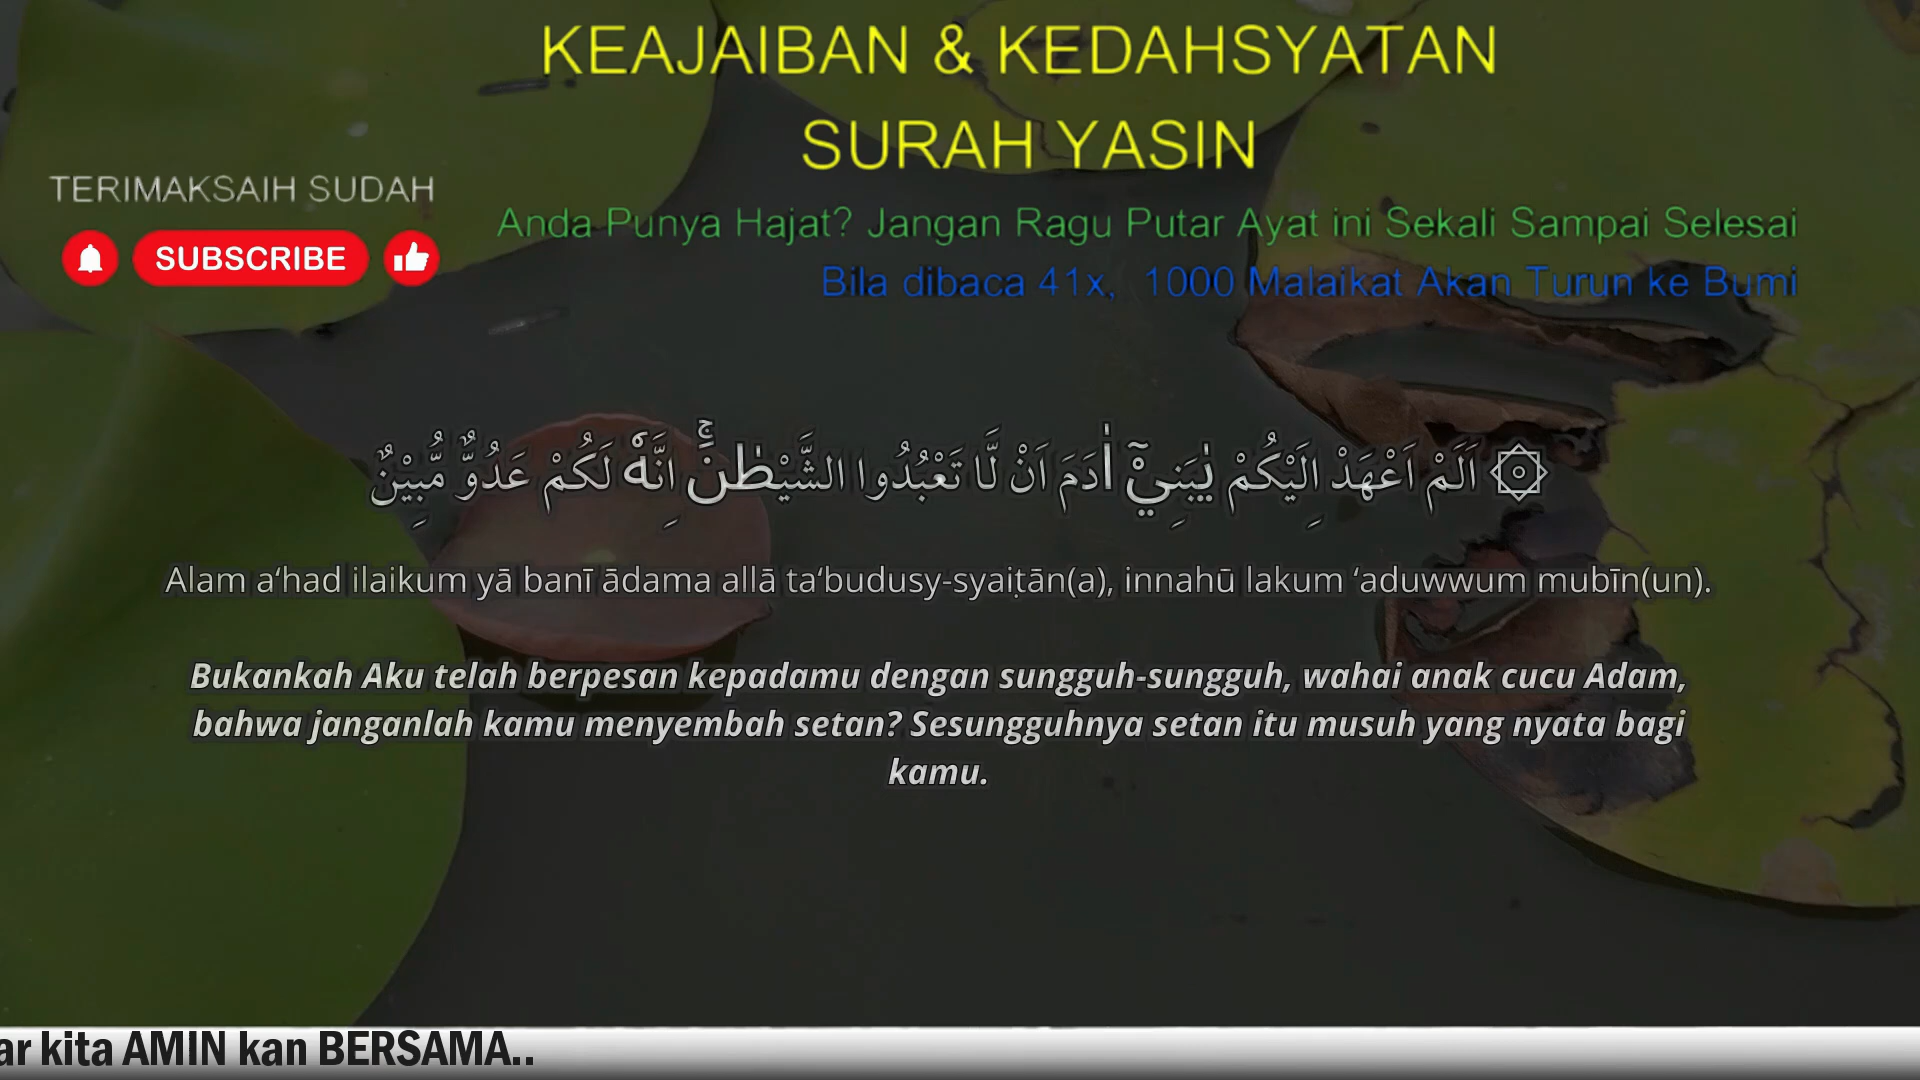 KEAJAIBAN & KEDAHSYATAN
SURAH YASIN
TERIMAKSAIH SUDAH
SUBSCRIBE
Anda Punya Hajat? Jangan Ragu Putar Ayat ini Sekali Sampai Selesai
Bila dibaca 41x, 1000 Malaikat Akan Turun ke Bumi
۞ اَلَمْ اَعْهَدْ اِلَيْكُمْ يٰبَنِيْٓ اٰدَمَ اَنْ لَّا تَعْبُدُوا الشَّيْطٰنَۚ اِنَّهٗ لَكُمْ عَدُوٌّ مُّبِيْنٌ
Alam a‘had ilaikum yā banī ādama allā ta‘budusy-syaiṭān(a), innahū lakum ‘aduwwum mubīn(un).
Bukankah Aku telah berpesan kepadamu dengan sungguh-sungguh, wahai anak cucu Adam,
bahwa janganlah kamu menyembah setan? Sesungguhnya setan itu musuh yang nyata bagi
kamu.
ar kita AMIN kan BERSAMA..